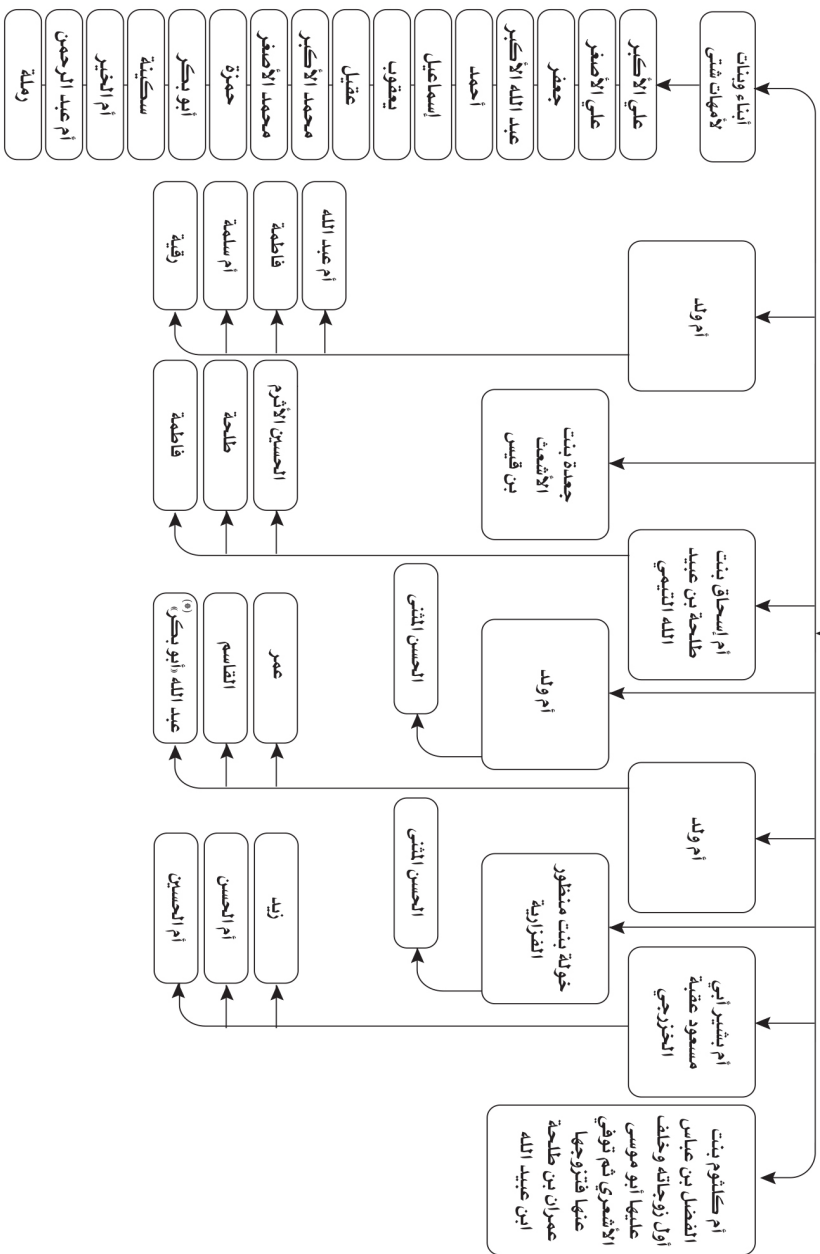 أم كلثوم بنت
الفضل بن عباس
أول زوجاته وخلف
عليها أبو موسى
الأشعري ثم توفي
عنها فتزوجها
عمران بن طلحة
ابن عبيد الله
أم بشير أبي
مسعود عقبة
الخزرجي
زيد
أم الحسن
أم الحسين
خولة بنت منظور
الفزارية
الحسن المثنى
أم ولد
عمر
القاسم
عبد الله «أبو بكر»(*)
أم ولد
الحسن المثنى
أم إسحاق بنت
طلحة بن عبيد
الله التيمي
الحسين الأثرم
طلحة
فاطمة
جعدة بنت
الأشعث
بن قيس
أم ولد
أم عبد الله
فاطمة
أم سلمة
رقية
أبناء وبنات
لأمهات شتى
علي الأكبر
علي الأصغر
جعفر
عبد الله الأكبر
أحمد
إسماعيل
يعقوب
عقيل
محمد الأكبر
محمد الأصغر
حمزة
أبو بكر
سكينة
أم الخير
أم عبد الرحمن
رملة